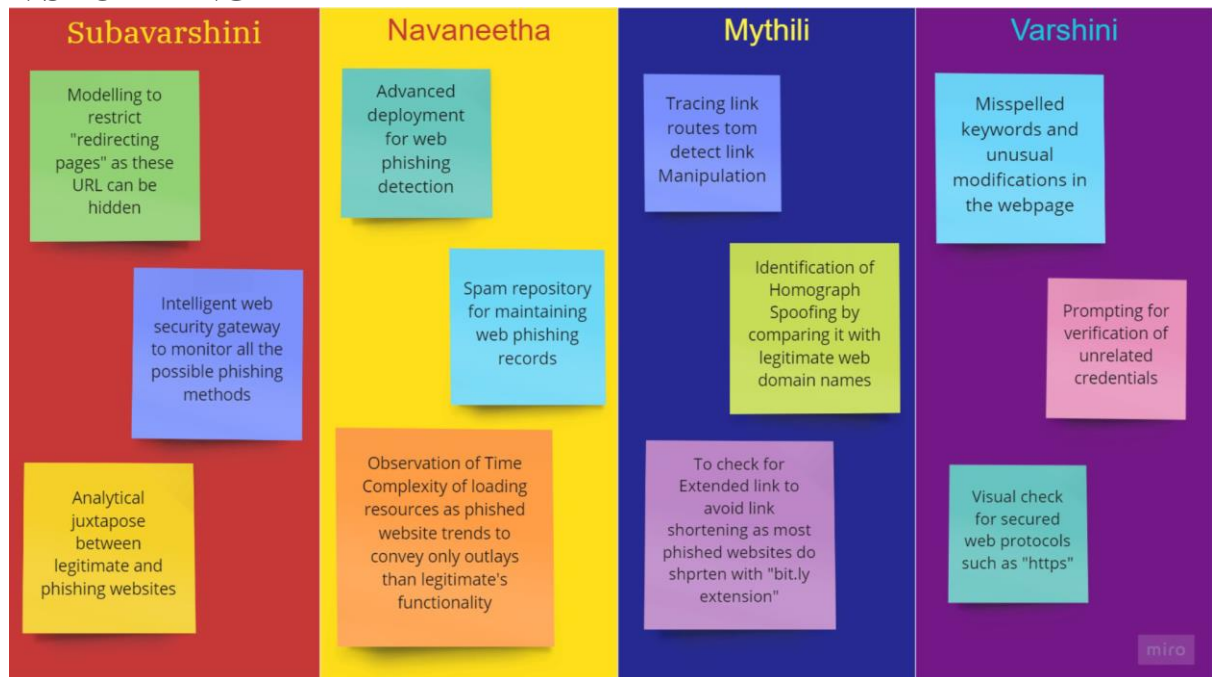 Subavarshini
Modelling to
restrict
"redirecting
pages" as these
URL can be
hidden
Intelligent web
security gateway
to monitor all the
possible phishing
methods
Analytical
juxtapose
between
legitimate and
phishing websites
Navaneetha
Advanced
deployment
for web
phishing
detection
Spam repository
for maintaining
web phishing
records
Observation of Time
Complexity of loading
resources as phished
website trends to
convey only outlays
than legitimate's
functionality
Mythili
Tracing link
routes tom
detect link
Manipulation
Identification of
Homograph
Spoofing by
comparing it with
legitimate web
domain names
To check for
Extended link to
avoid link
shortening as most
phished websites do
shprten with "bit.ly
extension"
Varshini
Misspelled
keywords and
unusual
modifications in
the webpage
Prompting for
verification of
unrelated
credentials
Visual check
for secured
web protocols
such as "https"
miro